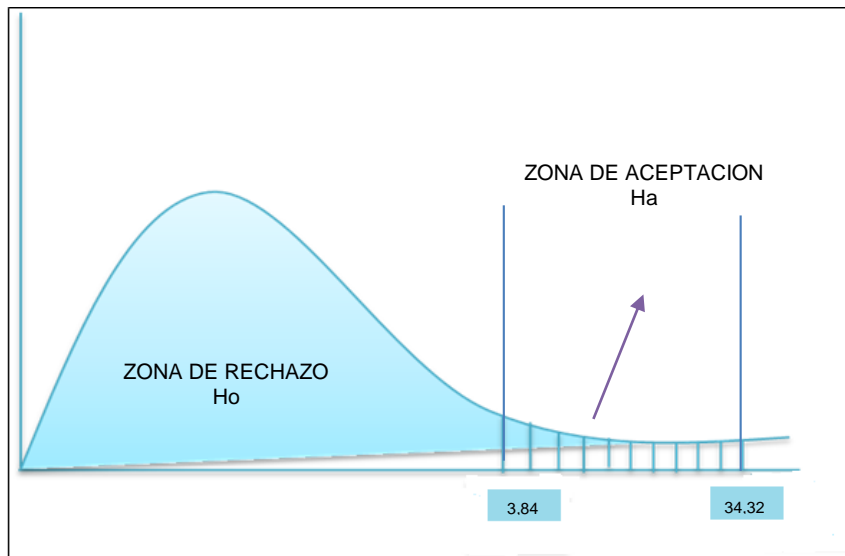 ZONA DE ACEPTACION
Ha
ZONA DE RECHAZO
Ho
3,84
34,32